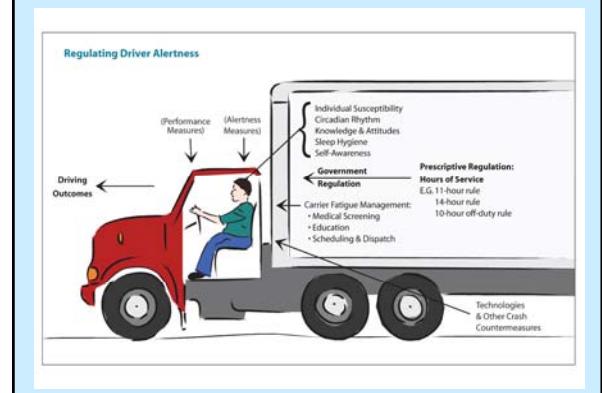 Regulating Driver Alertness
(Performance
Measures)
(Alertness
Measures)
Driving
Outcomes
Individual Susceptibility
Circadian Rhythm
Knowledge & Attitudes
Sleep Hygiene
Self-Awareness
Government
Regulation
Prescriptive Regulation:
Hours of Service
E.G. 11-hour rule
14-hour rule
10-hour off-duty rule
Carrier Fatigue Management:
• Medical Screening
• Education
• Scheduling & Dispatch
Technologies
& Other Crash
Countermeasures